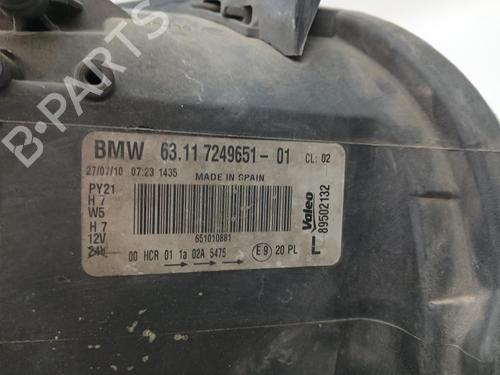 B-PARTS
BMW 63.11 7249651-01 CL: 02
27/07/10 07:23 1435 MADE IN SPAIN
PY21
H 7
W5
H 7
12V
24V
651010881
00 HCR 01 1a 02A 5475
E9 20 PL
Valeo
89502132
L